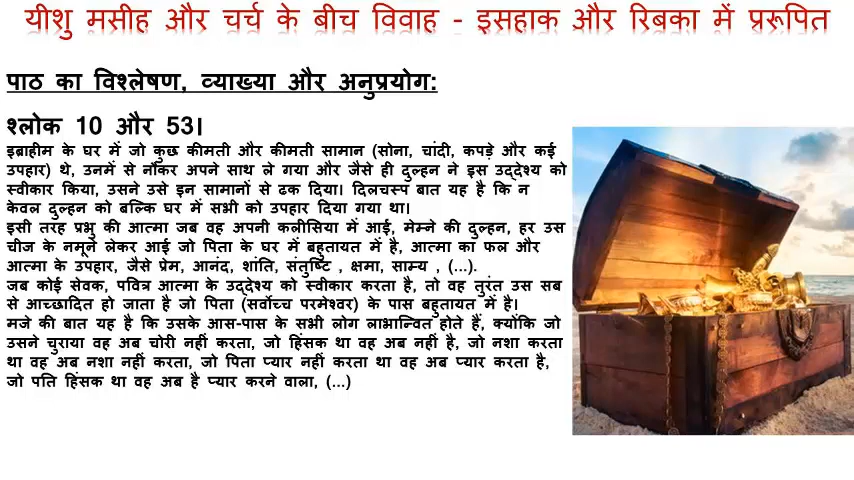 यीशु मसीह और चर्च के बीच विवाह - इसहाक और रिबका में प्ररूपित
पाठ का विश्लेषण, व्याख्या और अनुप्रयोग:
श्लोक 10 और 53।
इब्राहीम के घर में जो कुछ कीमती और कीमती सामान (सोना, चांदी, कपड़े और कई
उपहार) थे, उनमें से नौकर अपने साथ ले गया और जैसे ही दुल्हन ने इस उद्देश्य को
स्वीकार किया, उसने उसे इन सामानों से ढक दिया। दिलचस्प बात यह है कि न
केवल दुल्हन को बल्कि घर में सभी को उपहार दिया गया था।
इसी तरह प्रभु की आत्मा जब वह अपनी कलीसिया में आई, मेम्ने की दुल्हन, हर उस
चीज के नमूने लेकर आई जो पिता के घर में बहुतायत में है, आत्मा का फल और
आत्मा के उपहार, जैसे प्रेम, आनंद, शांति, संतुष्टि , क्षमा, साम्य , (...).
जब कोई सेवक, पवित्र आत्मा के उद्देश्य को स्वीकार करता है, तो वह तुरंत उस सब
से आच्छादित हो जाता है जो पिता (सर्वोच्च परमेश्वर) के पास बहुतायत में है।
मजे की बात यह है कि उसके आस-पास के सभी लोग लाभान्वित होते हैं, क्योंकि जो
उसने चुराया वह अब चोरी नहीं करता, जो हिंसक था वह अब नहीं है, जो नशा करता
था वह अब नशा नहीं करता, जो पिता प्यार नहीं करता था वह अब प्यार करता है,
जो पति हिंसक था वह अब है प्यार करने वाला, (...)